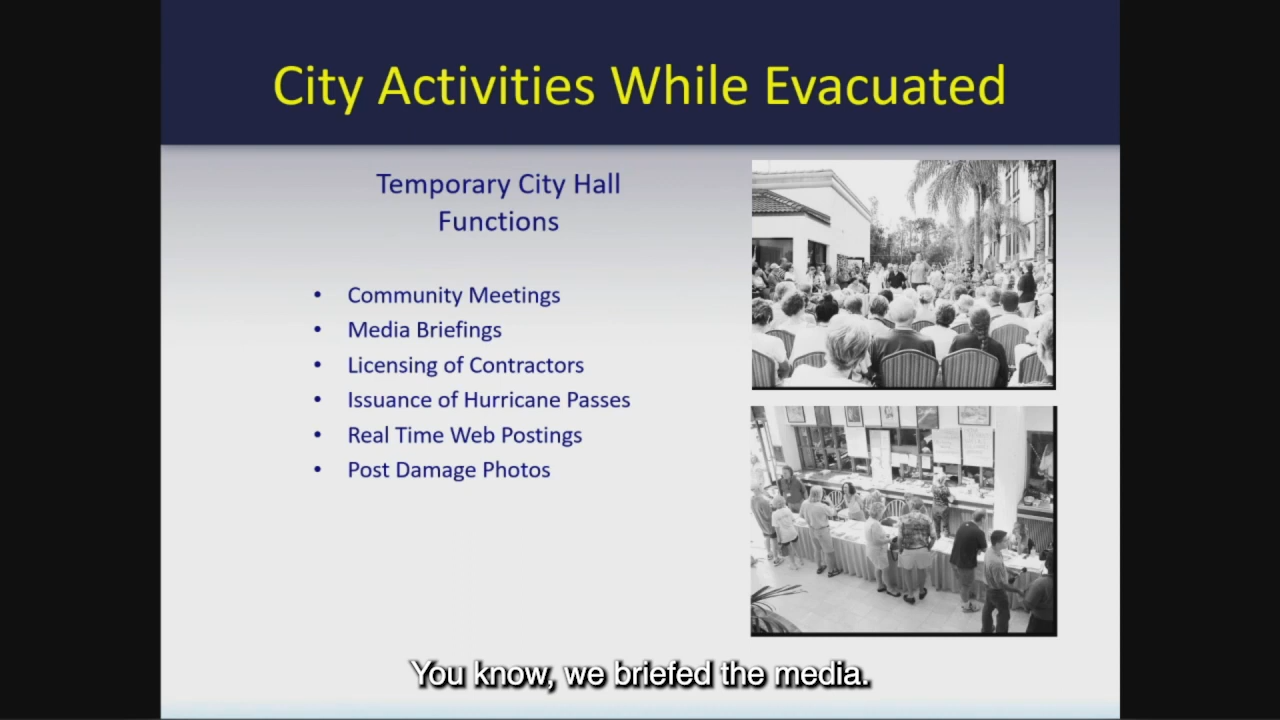 City Activities While Evacuated
Temporary City Hall
Functions
• Community Meetings
• Media Briefings
• Licensing of Contractors
• Issuance of Hurricane Passes
• Real Time Web Postings
• Post Damage Photos
You know, we briefed the media.